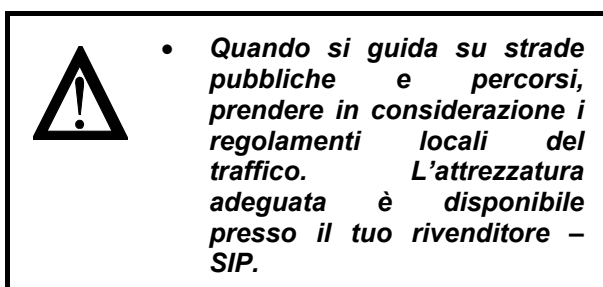 • Quando si guida su strade
pubbliche e percorsi,
prendere in considerazione i
regolamenti locali del
traffico. L’attrezzatura
adeguata è disponibile
presso il tuo rivenditore –
SIP.